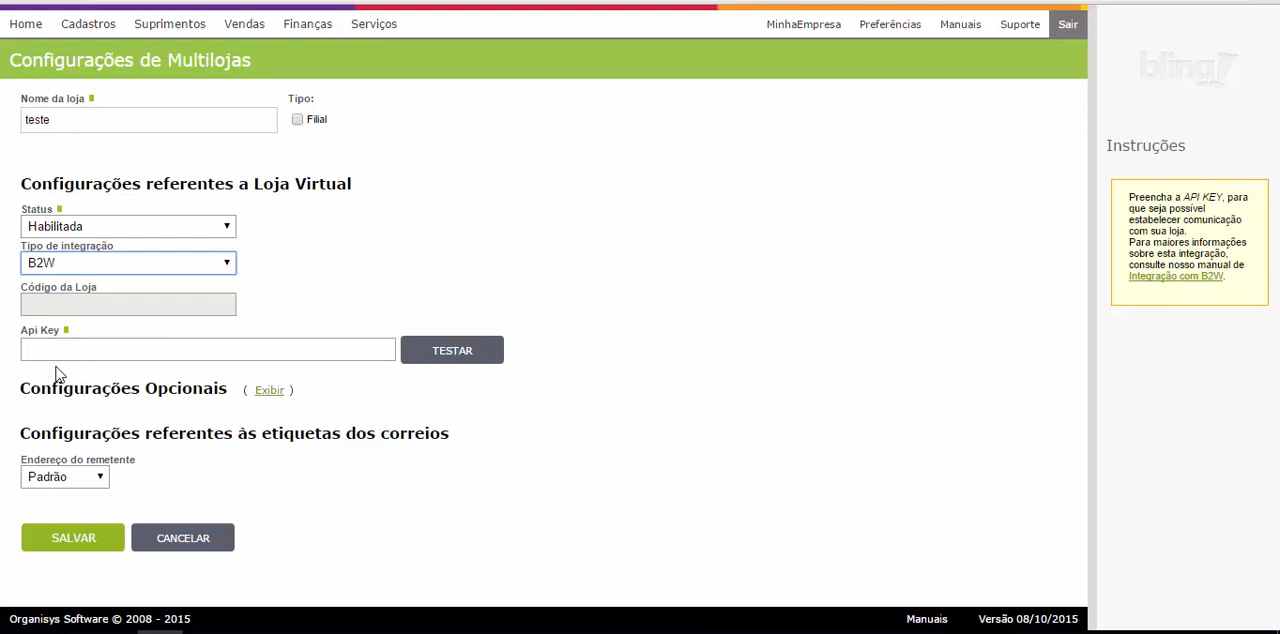 Home Cadastros Suprimentos Vendas Finanças Serviços MinhaEmpresa Preferências Manuais Suporte Sair
Configurações de Multilojas
bling
Nome da loja Tipo:
teste Filial
Instruções
Configurações referentes a Loja Virtual
Status
Habilitada
Tipo de integração
B2W
Código da Loja
Api Key
TESTAR
Preencha a API KEY, para
que seja possível
estabelecer comunicação
com sua loja.
Para maiores informações
sobre esta integração,
consulte nosso manual de
Integração com B2W.
Configurações Opcionais ( Exibir )
Configurações referentes às etiquetas dos correios
Endereço do remetente
Padrão
SALVAR CANCELAR
Organisys Software © 2008 - 2015 Manuais Versão 08/10/2015